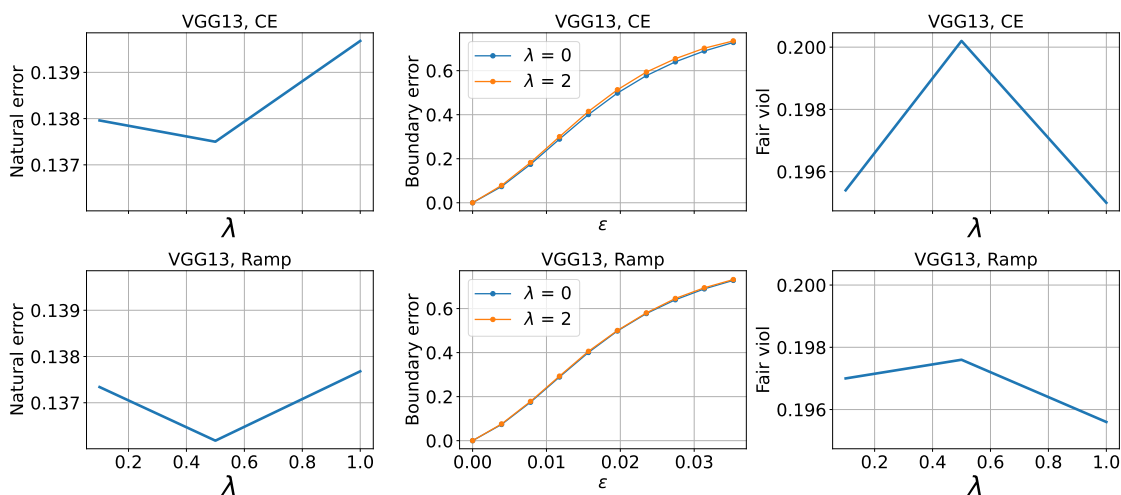 VGG13, CE
Natural error
0.139
0.138
0.137
λ
VGG13, CE
Boundary error
0.6
0.4
0.2
0.0
λ = 0
λ = 2
ε
VGG13, CE
Fair viol
0.200
0.198
0.196
λ
VGG13, Ramp
Natural error
0.139
0.138
0.137
0.2 0.4 0.6 0.8 1.0
λ
VGG13, Ramp
Boundary error
0.6
0.4
0.2
0.0
λ = 0
λ = 2
0.00 0.01 0.02 0.03
ε
VGG13, Ramp
Fair viol
0.200
0.198
0.196
0.2 0.4 0.6 0.8 1.0
λ